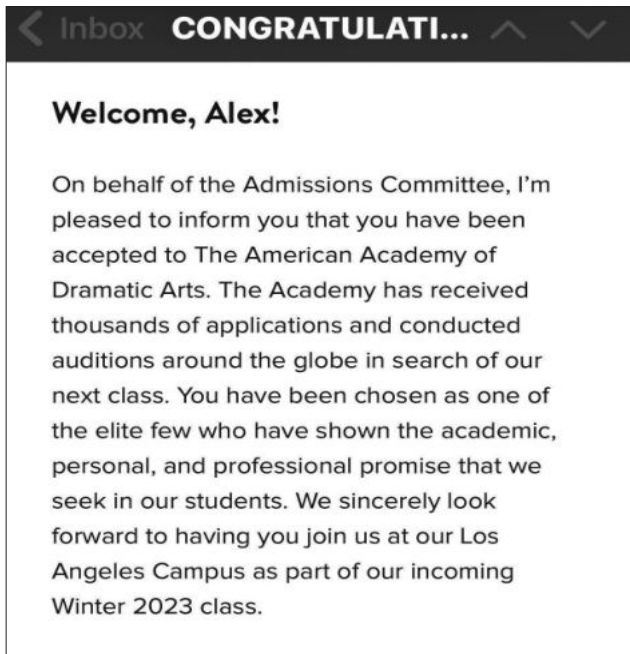 Inbox CONGRATULATI...
Welcome, Alex!
On behalf of the Admissions Committee, I'm
pleased to inform you that you have been
accepted to The American Academy of
Dramatic Arts. The Academy has received
thousands of applications and conducted
auditions around the globe in search of our
next class. You have been chosen as one of
the elite few who have shown the academic,
personal, and professional promise that we
seek in our students. We sincerely look
forward to having you join us at our Los
Angeles Campus as part of our incoming
Winter 2023 class.